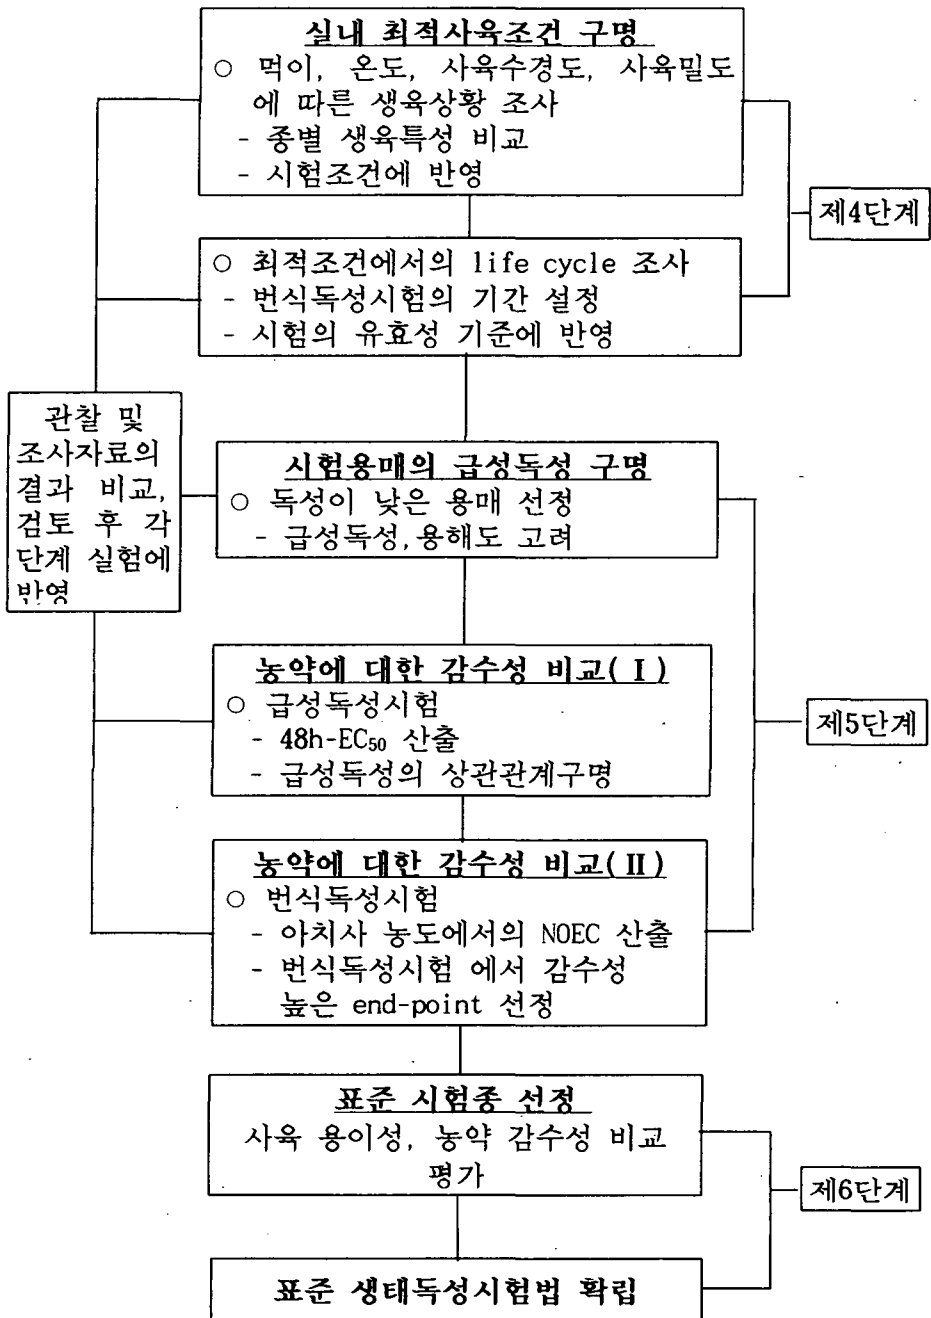 실내 최적사육조건 구명
○ 먹이, 온도, 사육수경도, 사육밀도
에 따른 생육상황 조사
- 종별 생육특성 비교
- 시험조건에 반영
제4단계
○ 최적조건에서의 life cycle 조사
- 번식독성시험의 기간 설정
- 시험의 유효성 기준에 반영
관찰 및
조사자료의
결과 비교,
검토 후 각
단계 실험에
반영
시험용매의 급성독성 구명
○ 독성이 낮은 용매 선정
- 급성독성,용해도 고려
농약에 대한 감수성 비교(Ⅰ)
○ 급성독성시험
- 48h-EC₅₀ 산출
- 급성독성의 상관관계구명
제5단계
농약에 대한 감수성 비교(Ⅱ)
○ 번식독성시험
- 아치사 농도에서의 NOEC 산출
- 번식독성시험 에서 감수성
높은 end-point 선정
표준 시험종 선정
사육 용이성, 농약 감수성 비교
평가
제6단계
표준 생태독성시험법 확립